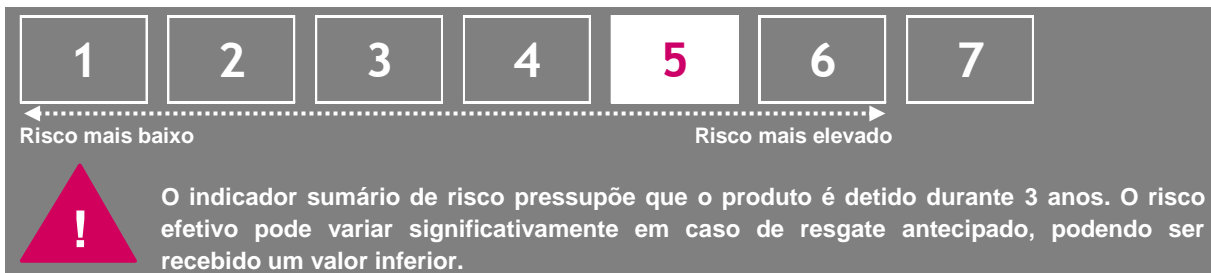 1 2 3 4 5 6 7
Risco mais baixo Risco mais elevado
! O indicador sumário de risco pressupõe que o produto é detido durante 3 anos. O risco
efetivo pode variar significativamente em caso de resgate antecipado, podendo ser
recebido um valor inferior.